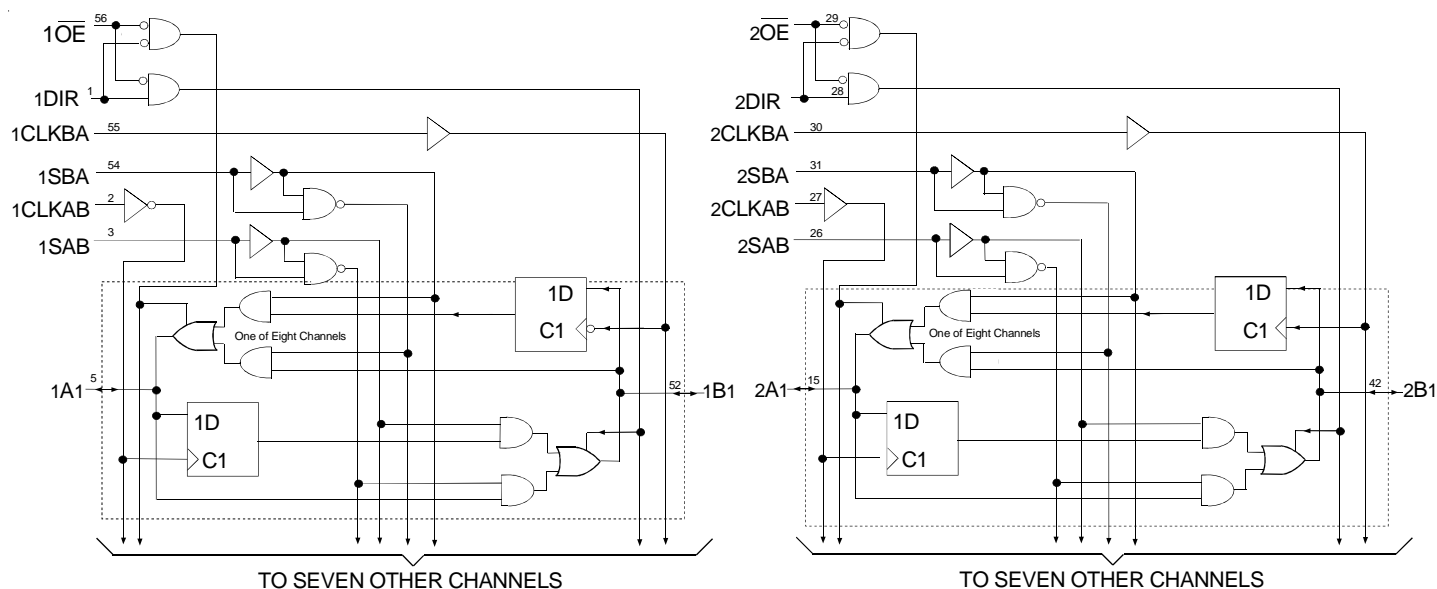 1OE 56
1DIR 1
1CLKBA 55
1SBA 54
1CLKAB 2
1SAB 3
1D
C1
One of Eight Channels
1A1 5
52 1B1
1D
C1
TO SEVEN OTHER CHANNELS
2OE 29
2DIR 28
2CLKBA 30
2SBA 31
2CLKAB 27
2SAB 26
1D
C1
One of Eight Channels
2A1 15
42 2B1
1D
C1
TO SEVEN OTHER CHANNELS